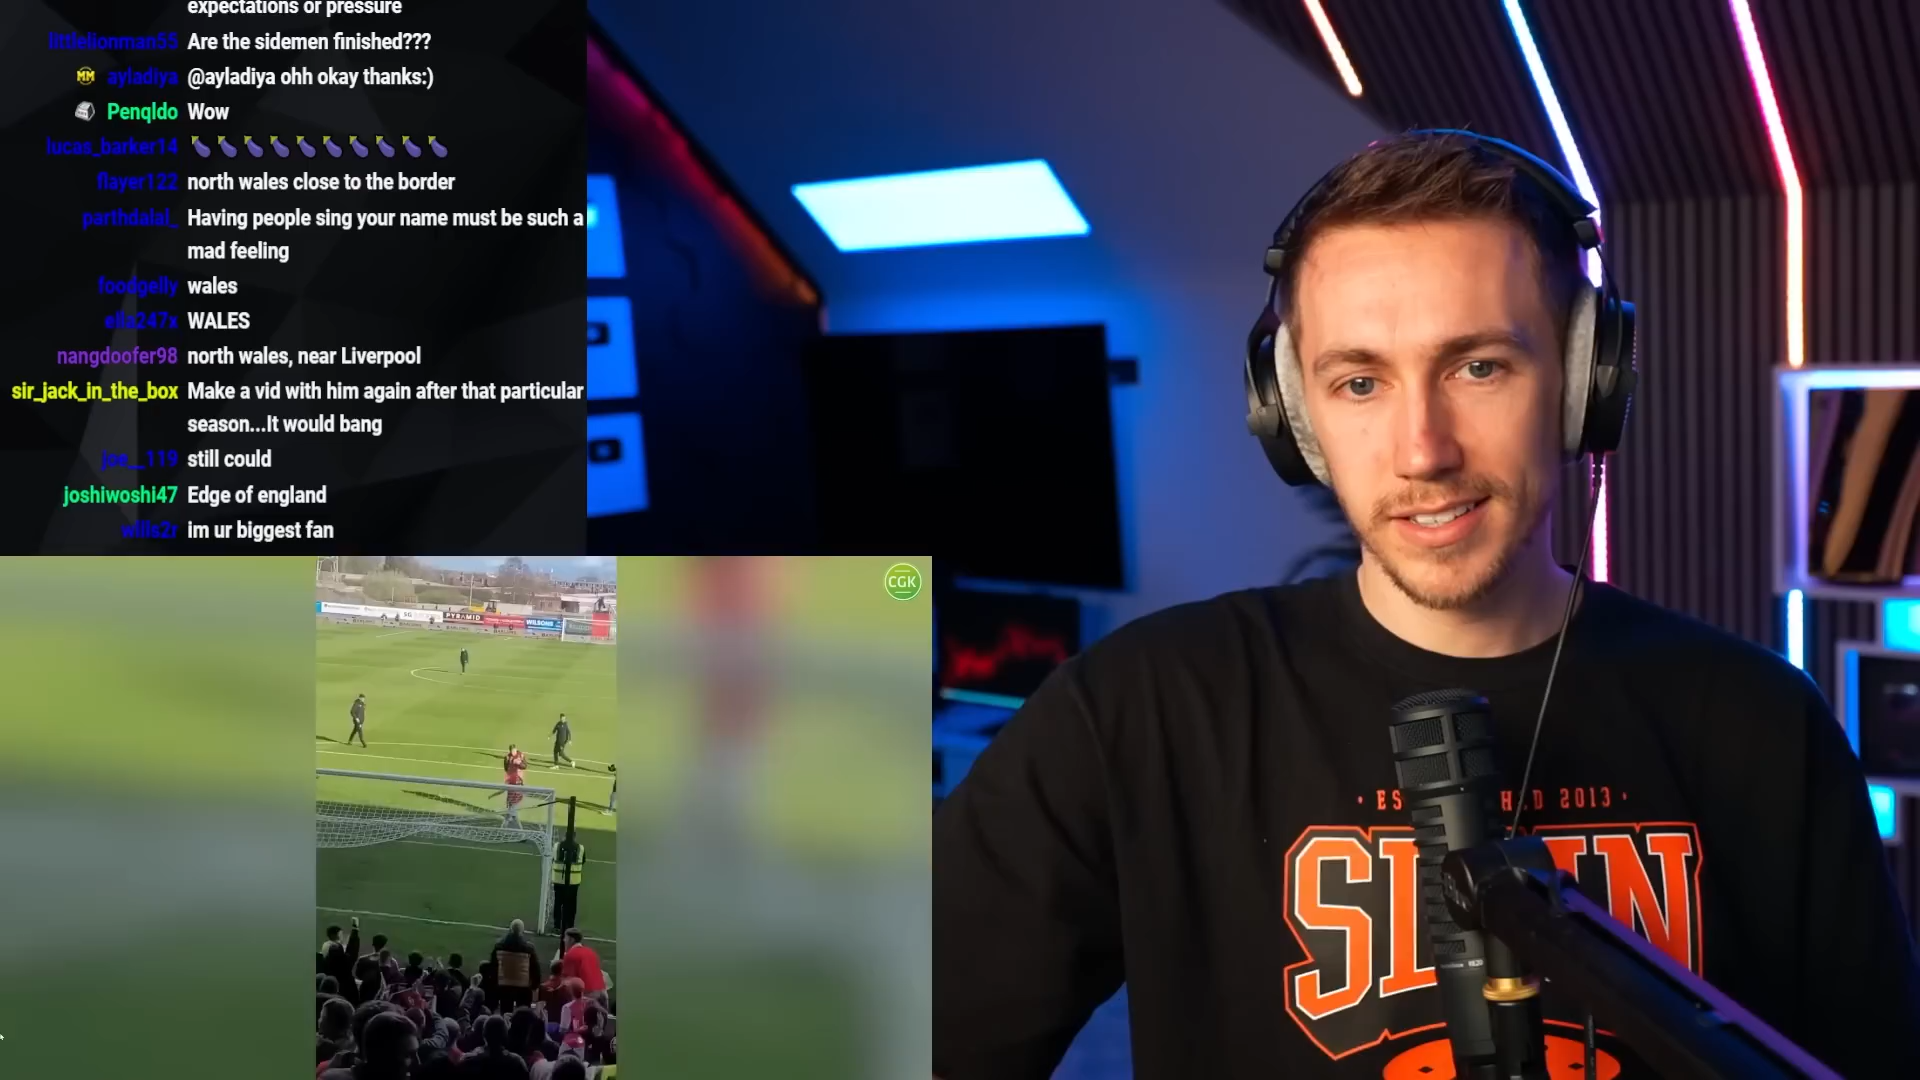 expectations or pressure
littlelionman55 Are the sidemen finished???
ayladiya @ayladiya ohh okay thanks:)
Penqldo Wow
lucas_barker14
flayer122 north wales close to the border
parthdalal_ Having people sing your name must be such a
mad feeling
foodgelly wales
ella247x WALES
nangdoofer98 north wales, near Liverpool
sir_jack_in_the_box Make a vid with him again after that particular
season...It would bang
joe__119 still could
joshiwoshi47 Edge of england
wills2r im ur biggest fan
CGK
PYRAMID
WILSONS
2013